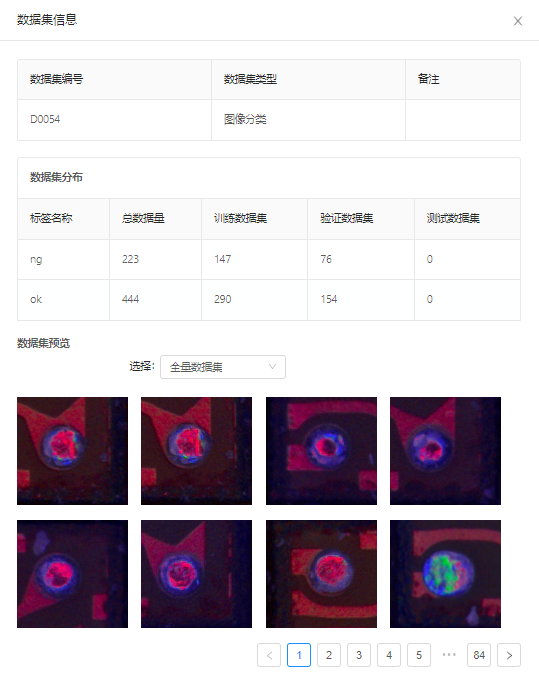 数据集信息
数据集编号 数据集类型 备注
D0054 图像分类
数据集分布
标签名称 总数据量 训练数据集 验证数据集 测试数据集
ng 223 147 76 0
ok 444 290 154 0
数据集预览
选择: 全量数据集
1 2 3 4 5 ••• 84